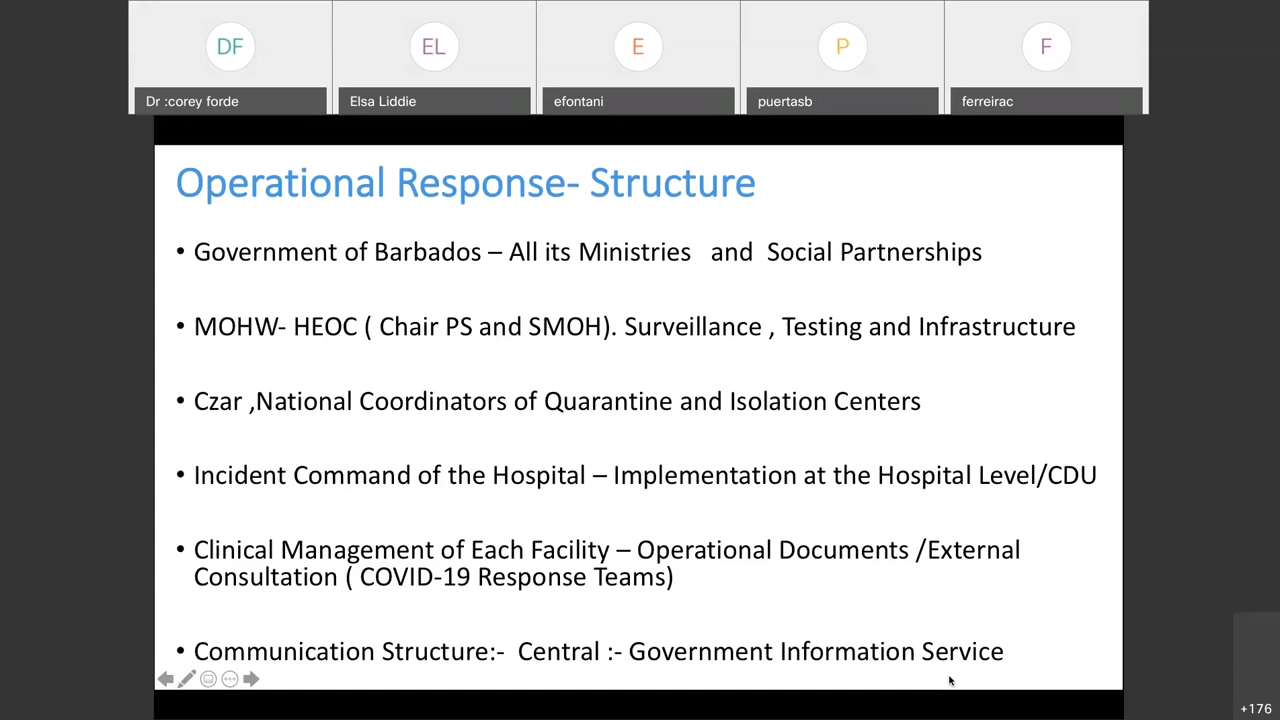 DF EL E P F
Dr :corey forde Elsa Liddie efontani puertasb ferreirac
Operational Response- Structure
• Government of Barbados – All its Ministries and Social Partnerships
• MOHW- HEOC ( Chair PS and SMOH). Surveillance , Testing and Infrastructure
• Czar ,National Coordinators of Quarantine and Isolation Centers
• Incident Command of the Hospital – Implementation at the Hospital Level/CDU
• Clinical Management of Each Facility – Operational Documents /External
Consultation ( COVID-19 Response Teams)
• Communication Structure:- Central :- Government Information Service
+176